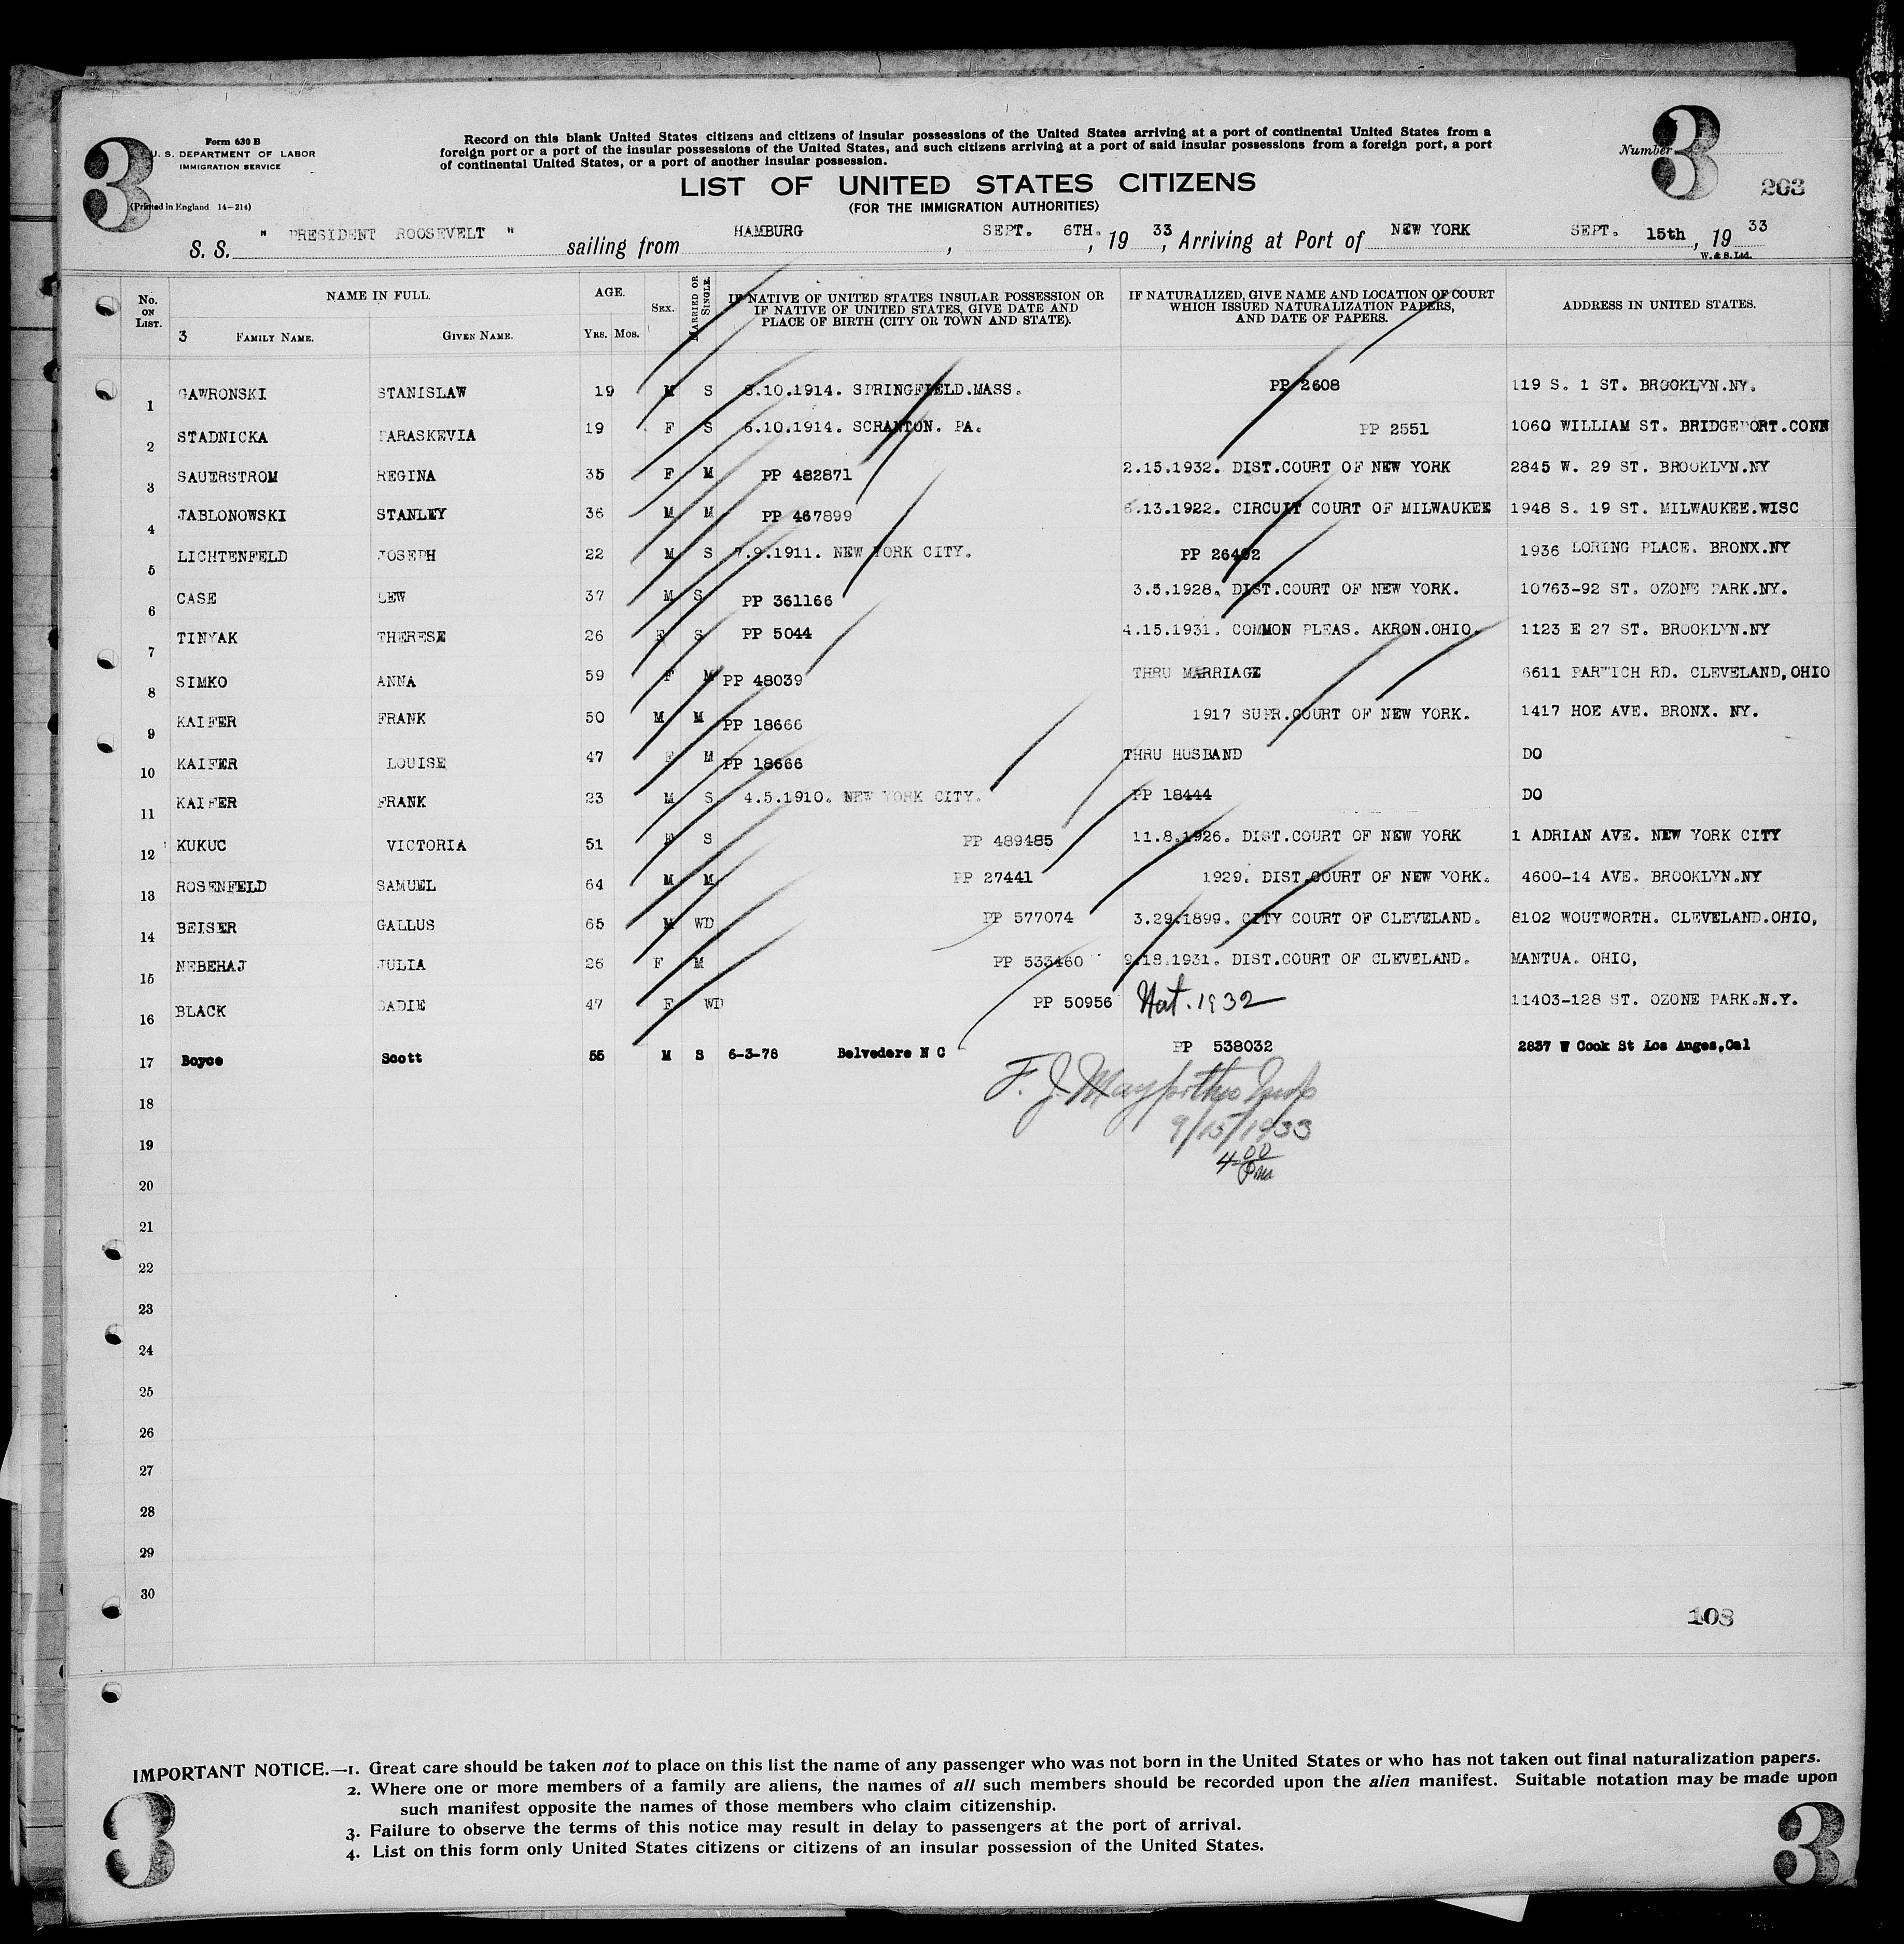 3
Form 630 B
U. S. DEPARTMENT OF LABOR
IMMIGRATION SERVICE
(Printed in England 14—214)
Record on this blank United States citizens and citizens of insular possessions of the United States arriving at a port of continental United States from a
foreign port or a port of the insular possessions of the United States, and such citizens arriving at a port of said insular possessions from a foreign port, a port
of continental United States, or a port of another insular possession.
Number 3
263
LIST OF UNITED STATES CITIZENS
(FOR THE IMMIGRATION AUTHORITIES)
S. S. " PRESIDENT ROOSEVELT " sailing from HAMBURG, SEPT. 6TH., 19 33, Arriving at Port of NEW YORK SEPT. 15th, 19 33
W. & S. Ltd.
No. ON LIST. NAME IN FULL. AGE. SEX. MARRIED OR SINGLE. IF NATIVE OF UNITED STATES INSULAR POSSESSION OR IF NATIVE OF UNITED STATES, GIVE DATE AND PLACE OF BIRTH (CITY OR TOWN AND STATE). IF NATURALIZED, GIVE NAME AND LOCATION OF COURT WHICH ISSUED NATURALIZATION PAPERS, AND DATE OF PAPERS. ADDRESS IN UNITED STATES.
3 FAMILY NAME. GIVEN NAME. YRS. MOS.
1 GAWRONSKI STANISLAW 19 M S 8.10.1914. SPRINGFIELD.MASS. PP 2608 119 S. 1 ST. BROOKLYN.NY.
2 STADNICKA PARASKEVIA 19 F S 6.10.1914. SCRANTON. PA. PP 2551 1060 WILLIAM ST. BRIDGEPORT.CONN
3 SAUERSTROM REGINA 35 F M PP 482871 2.15.1932. DIST.COURT OF NEW YORK 2845 W. 29 ST. BROOKLYN.NY
4 JABLONOWSKI STANLEY 36 M M PP 467899 6.13.1922. CIRCUIT COURT OF MILWAUKEE 1948 S. 19 ST. MILWAUKEE.WISC
5 LICHTENFELD JOSEPH 22 M S 7.9.1911. NEW YORK CITY. PP 26402 1936 LORING PLACE. BRONX.NY
6 CASE LEW 37 M S PP 361166 3.5.1928. DIST.COURT OF NEW YORK. 10763-92 ST. OZONE PARK.NY.
7 TINYAK THERESE 26 F S PP 5044 4.15.1931. COMMON PLEAS. AKRON.OHIO. 1123 E 27 ST. BROOKLYN.NY
8 SIMKO ANNA 59 F M PP 48039 THRU MARRIAGE 6611 RD. CLEVELAND,OHIO
9 KAIFER FRANK 50 M M PP 18666 1917 SUPR.COURT OF NEW YORK. 1417 HOE AVE. BRONX. NY.
10 KAIFER LOUISE 47 F M PP 18666 THRU HUSBAND DO
11 KAIFER FRANK 23 M S 4.5.1910. NEW YORK CITY. PP 18444 DO
12 KUKUC VICTORIA 51 F S PP 489485 11.8.1926. DIST.COURT OF NEW YORK 1 ADRIAN AVE. NEW YORK CITY
13 ROSENFELD SAMUEL 64 M M PP 27441 1929. DIST.COURT OF NEW YORK. 4600-14 AVE. BROOKLYN.NY
14 BEISER GALLUS 65 M WD PP 577074 3.29.1899. CITY COURT OF CLEVELAND. 8102 WOUTWORTH. CLEVELAND.OHIO,
15 NEBEHAJ JULIA 26 F M PP 533460 9.18.1931. DIST.COURT OF CLEVELAND. MANTUA. OHIO,
16 BLACK SADIE 47 F WD PP 50956 Nat. 1932 11403-128 ST. OZONE PARK.N.Y.
17 Boyce Scott 55 M S 6-3-78 Belvedere N C PP 538032 2837 W Cook St Los Anges,Cal
F. J.
18
9/15/1933
19
4 00 Pm
20
21
22
23
24
25
26
27
28
29
30
108
IMPORTANT NOTICE.—1. Great care should be taken not to place on this list the name of any passenger who was not born in the United States or who has not taken out final naturalization papers.
2. Where one or more members of a family are aliens, the names of all such members should be recorded upon the alien manifest. Suitable notation may be made upon
such manifest opposite the names of those members who claim citizenship.
3. Failure to observe the terms of this notice may result in delay to passengers at the port of arrival.
4. List on this form only United States citizens or citizens of an insular possession of the United States.
3
3